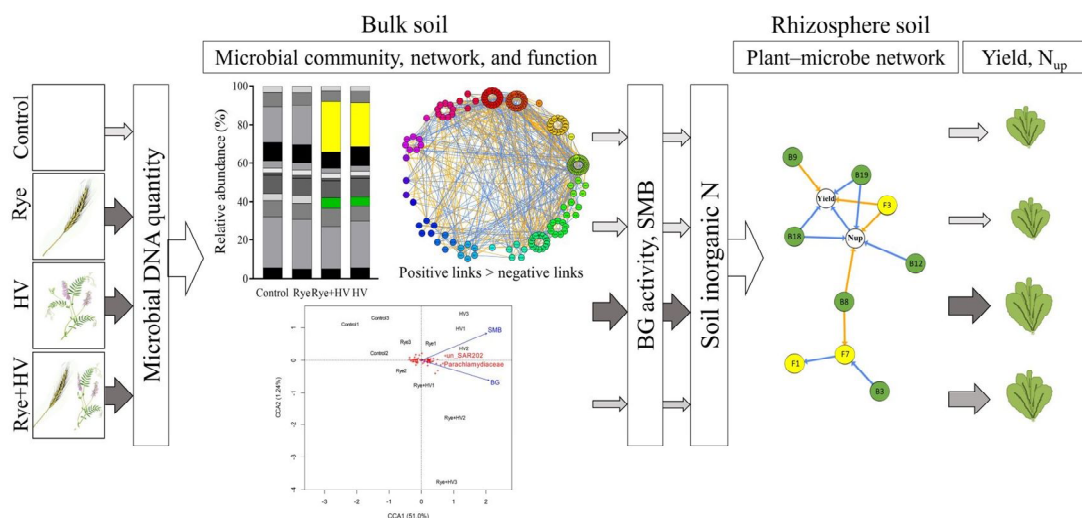 Bulk soil
Rhizosphere soil
Microbial community, network, and function
Plant–microbe network
Yield, Nup
Control
Rye
HV
Rye+HV
Microbial DNA quantity
Relative abundance (%)
100
80
60
40
20
0
Control Rye Rye+HV HV
Positive links > negative links
BG activity, SMB
Soil inorganic N
CCA2 (1.24%)
1
0
-1
-2
-3
-4
-3
-2
-1
0
1
2
CCA1 (51.0%)
Control1
Control3
Control2
Rye3
Rye1
Rye2
HV3
HV1
HV2
SMB
un_SAR202
Parachlamydiaceae
BG
Rye+HV1
Rye+HV2
Rye+HV3
B9
B19
Yield
F3
B18
Nup
B12
B8
F1
F7
B3